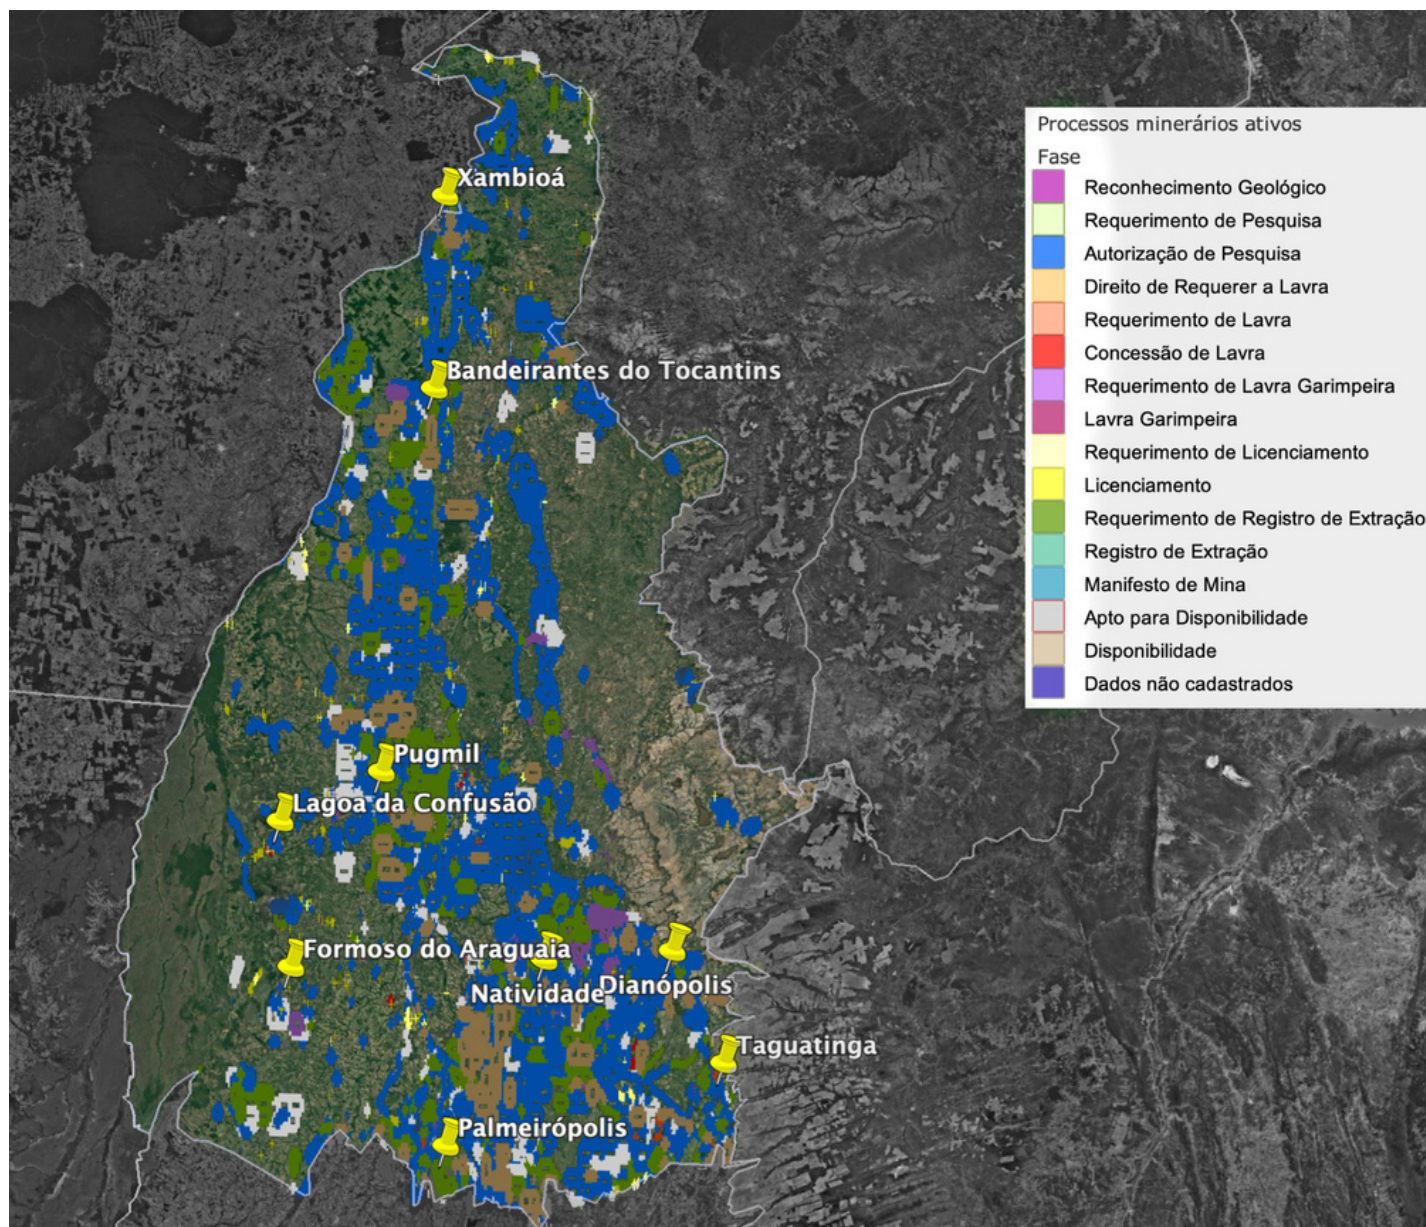 Processos minerários ativos
Fase
Reconhecimento Geológico
Requerimento de Pesquisa
Autorização de Pesquisa
Direito de Requerer a Lavra
Requerimento de Lavra
Concessão de Lavra
Requerimento de Lavra Garimpeira
Lavra Garimpeira
Requerimento de Licenciamento
Licenciamento
Requerimento de Registro de Extração
Registro de Extração
Manifesto de Mina
Apto para Disponibilidade
Disponibilidade
Dados não cadastrados
Xambioá
Bandeirantes do Tocantins
Pugmil
Lagoa da Confusão
Formoso do Araguaia
Natividade
Dianópolis
Taguatinga
Palmeirópolis